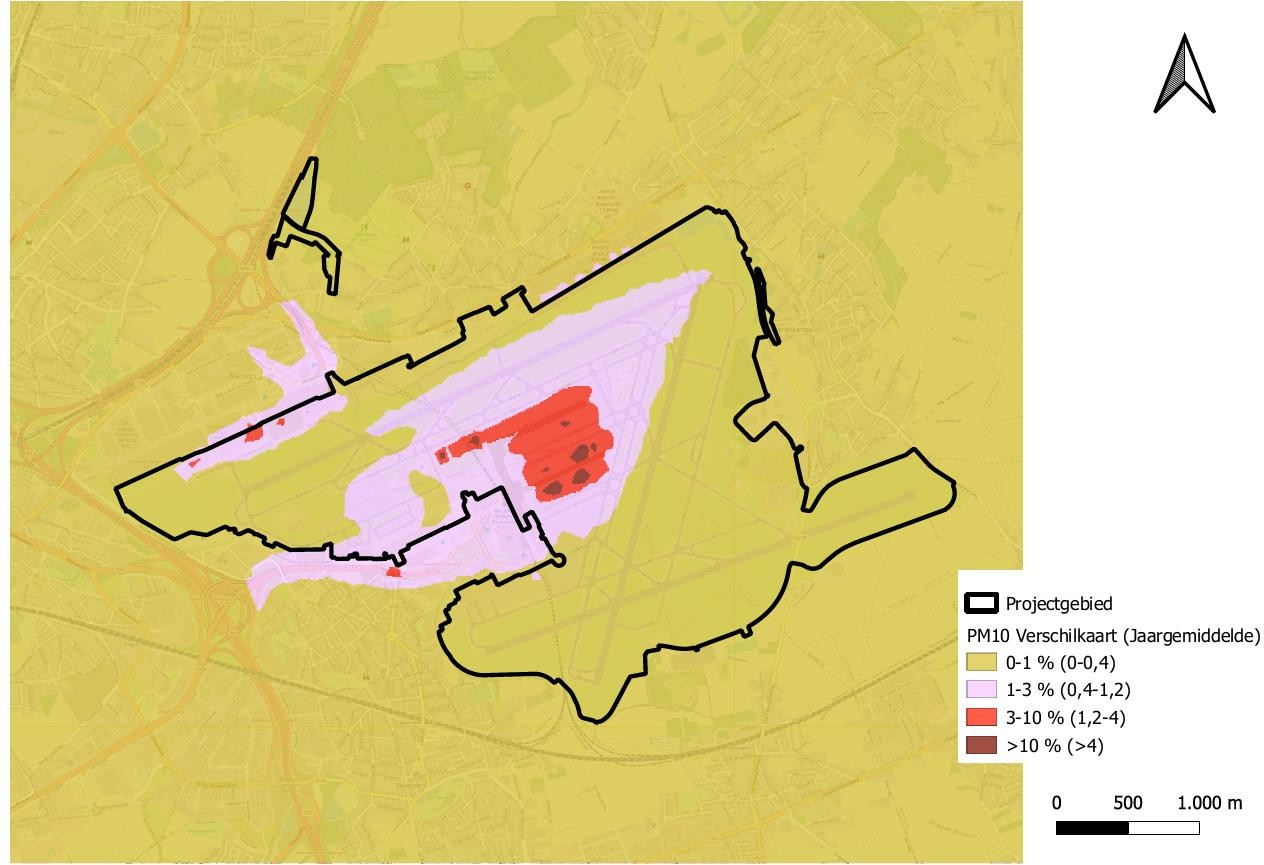 Projectgebied
PM10 Verschilkaart (Jaargemiddelde)
0-1 % (0-0,4)
1-3 % (0,4-1,2)
3-10 % (1,2-4)
>10 % (>4)
0 500 1.000 m